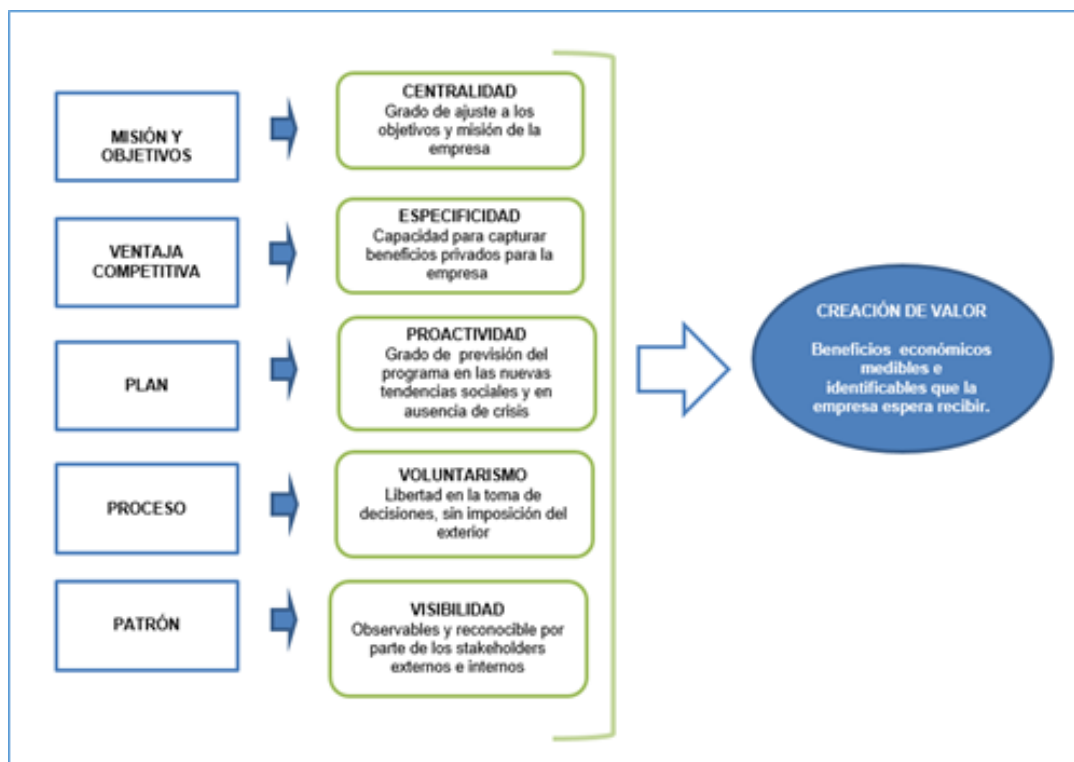 MISIÓN Y
OBJETIVOS
CENTRALIDAD
Grado de ajuste a los
objetivos y misión de la
empresa
VENTAJA
COMPETITIVA
ESPECIFICIDAD
Capacidad para capturar
beneficios privados para la
empresa
PLAN
PROACTIVIDAD
Grado de previsión del
programa en las nuevas
tendencias sociales y en
ausencia de crisis
PROCESO
VOLUNTARISMO
Libertad en la toma de
decisiones, sin imposición del
exterior
PATRÓN
VISIBILIDAD
Observables y reconocible por
parte de los stakeholders
externos e internos
CREACIÓN DE VALOR
Beneficios económicos
medibles e
identificables que la
empresa espera recibir.